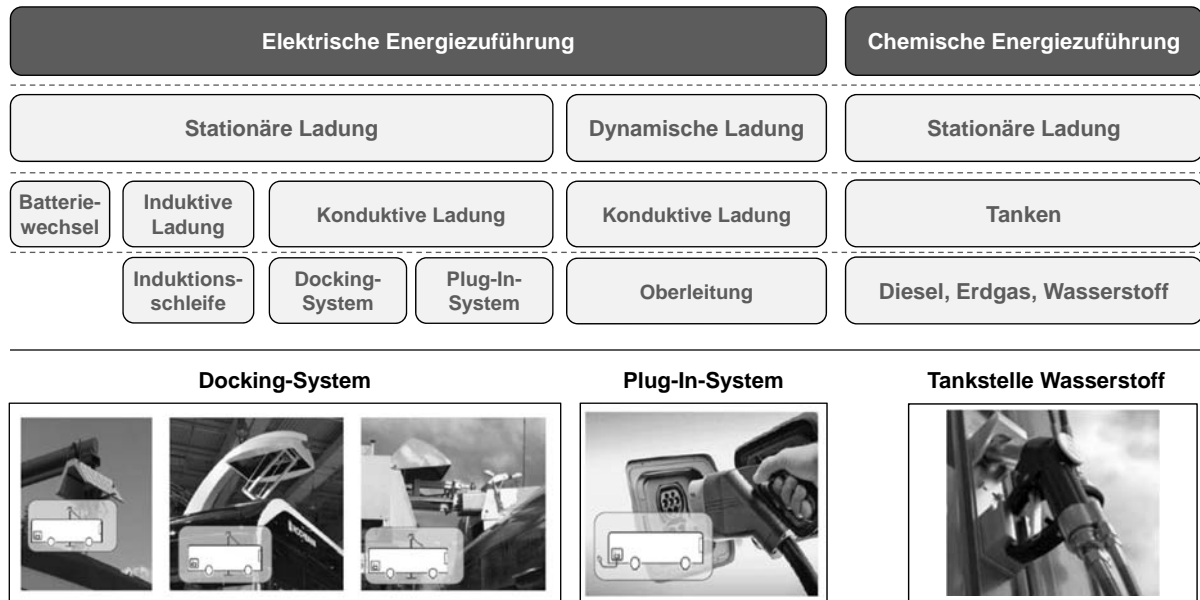 Elektrische Energiezuführung
Chemische Energiezuführung
Stationäre Ladung
Dynamische Ladung
Stationäre Ladung
Batterie-
wechsel
Induktive
Ladung
Konduktive Ladung
Konduktive Ladung
Tanken
Induktions-
schleife
Docking-
System
Plug-In-
System
Oberleitung
Diesel, Erdgas, Wasserstoff
Docking-System
Plug-In-System
Tankstelle Wasserstoff